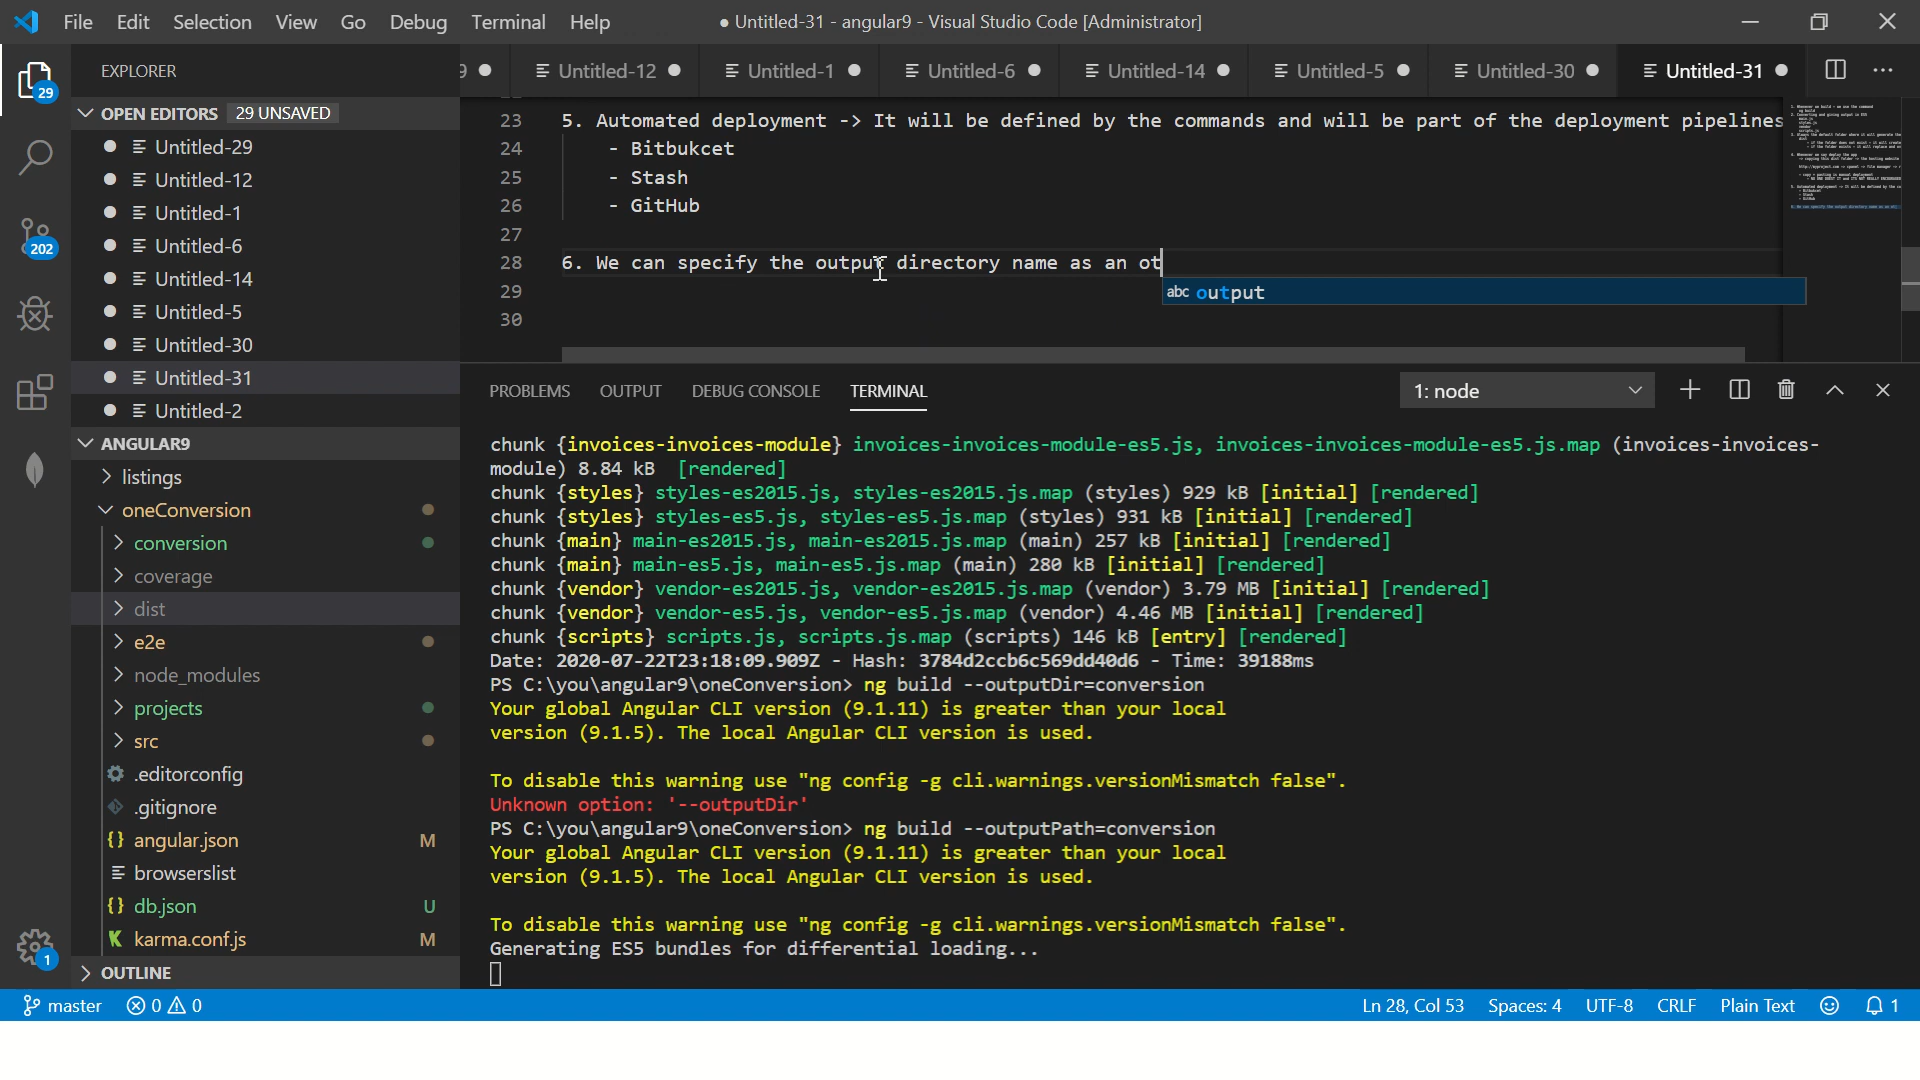 File Edit Selection View Go Debug Terminal Help
● Untitled-31 - angular9 - Visual Studio Code [Administrator]
EXPLORER
9 Untitled-12 Untitled-1 Untitled-6 Untitled-14 Untitled-5 Untitled-30 Untitled-31
29
202
1
OPEN EDITORS 29 UNSAVED
Untitled-29
Untitled-12
Untitled-1
Untitled-6
Untitled-14
Untitled-5
Untitled-30
Untitled-31
Untitled-2
ANGULAR9
listings
oneConversion
conversion
coverage
dist
e2e
node_modules
projects
src
.editorconfig
.gitignore
{} angular.json M
browserslist
{} db.json U
karma.conf.js M
OUTLINE
23 5. Automated deployment -> It will be defined by the commands and will be part of the deployment pipelines
24 - Bitbukcet
25 - Stash
26 - GitHub
27
28 6. We can specify the output directory name as an ot
abc output
29
30
PROBLEMS OUTPUT DEBUG CONSOLE TERMINAL 1: node
chunk {invoices-invoices-module} invoices-invoices-module-es5.js, invoices-invoices-module-es5.js.map (invoices-invoices-
module) 8.84 kB [rendered]
chunk {styles} styles-es2015.js, styles-es2015.js.map (styles) 929 kB [initial] [rendered]
chunk {styles} styles-es5.js, styles-es5.js.map (styles) 931 kB [initial] [rendered]
chunk {main} main-es2015.js, main-es2015.js.map (main) 257 kB [initial] [rendered]
chunk {main} main-es5.js, main-es5.js.map (main) 280 kB [initial] [rendered]
chunk {vendor} vendor-es2015.js, vendor-es2015.js.map (vendor) 3.79 MB [initial] [rendered]
chunk {vendor} vendor-es5.js, vendor-es5.js.map (vendor) 4.46 MB [initial] [rendered]
chunk {scripts} scripts.js, scripts.js.map (scripts) 146 kB [entry] [rendered]
Date: 2020-07-22T23:18:09.909Z - Hash: 3784d2ccb6c569dd40d6 - Time: 39188ms
PS C:\you\angular9\oneConversion> ng build --outputDir=conversion
Your global Angular CLI version (9.1.11) is greater than your local
version (9.1.5). The local Angular CLI version is used.
To disable this warning use "ng config -g cli.warnings.versionMismatch false".
Unknown option: '--outputDir'
PS C:\you\angular9\oneConversion> ng build --outputPath=conversion
Your global Angular CLI version (9.1.11) is greater than your local
version (9.1.5). The local Angular CLI version is used.
To disable this warning use "ng config -g cli.warnings.versionMismatch false".
Generating ES5 bundles for differential loading...
master 0 0 Ln 28, Col 53 Spaces: 4 UTF-8 CRLF Plain Text 1